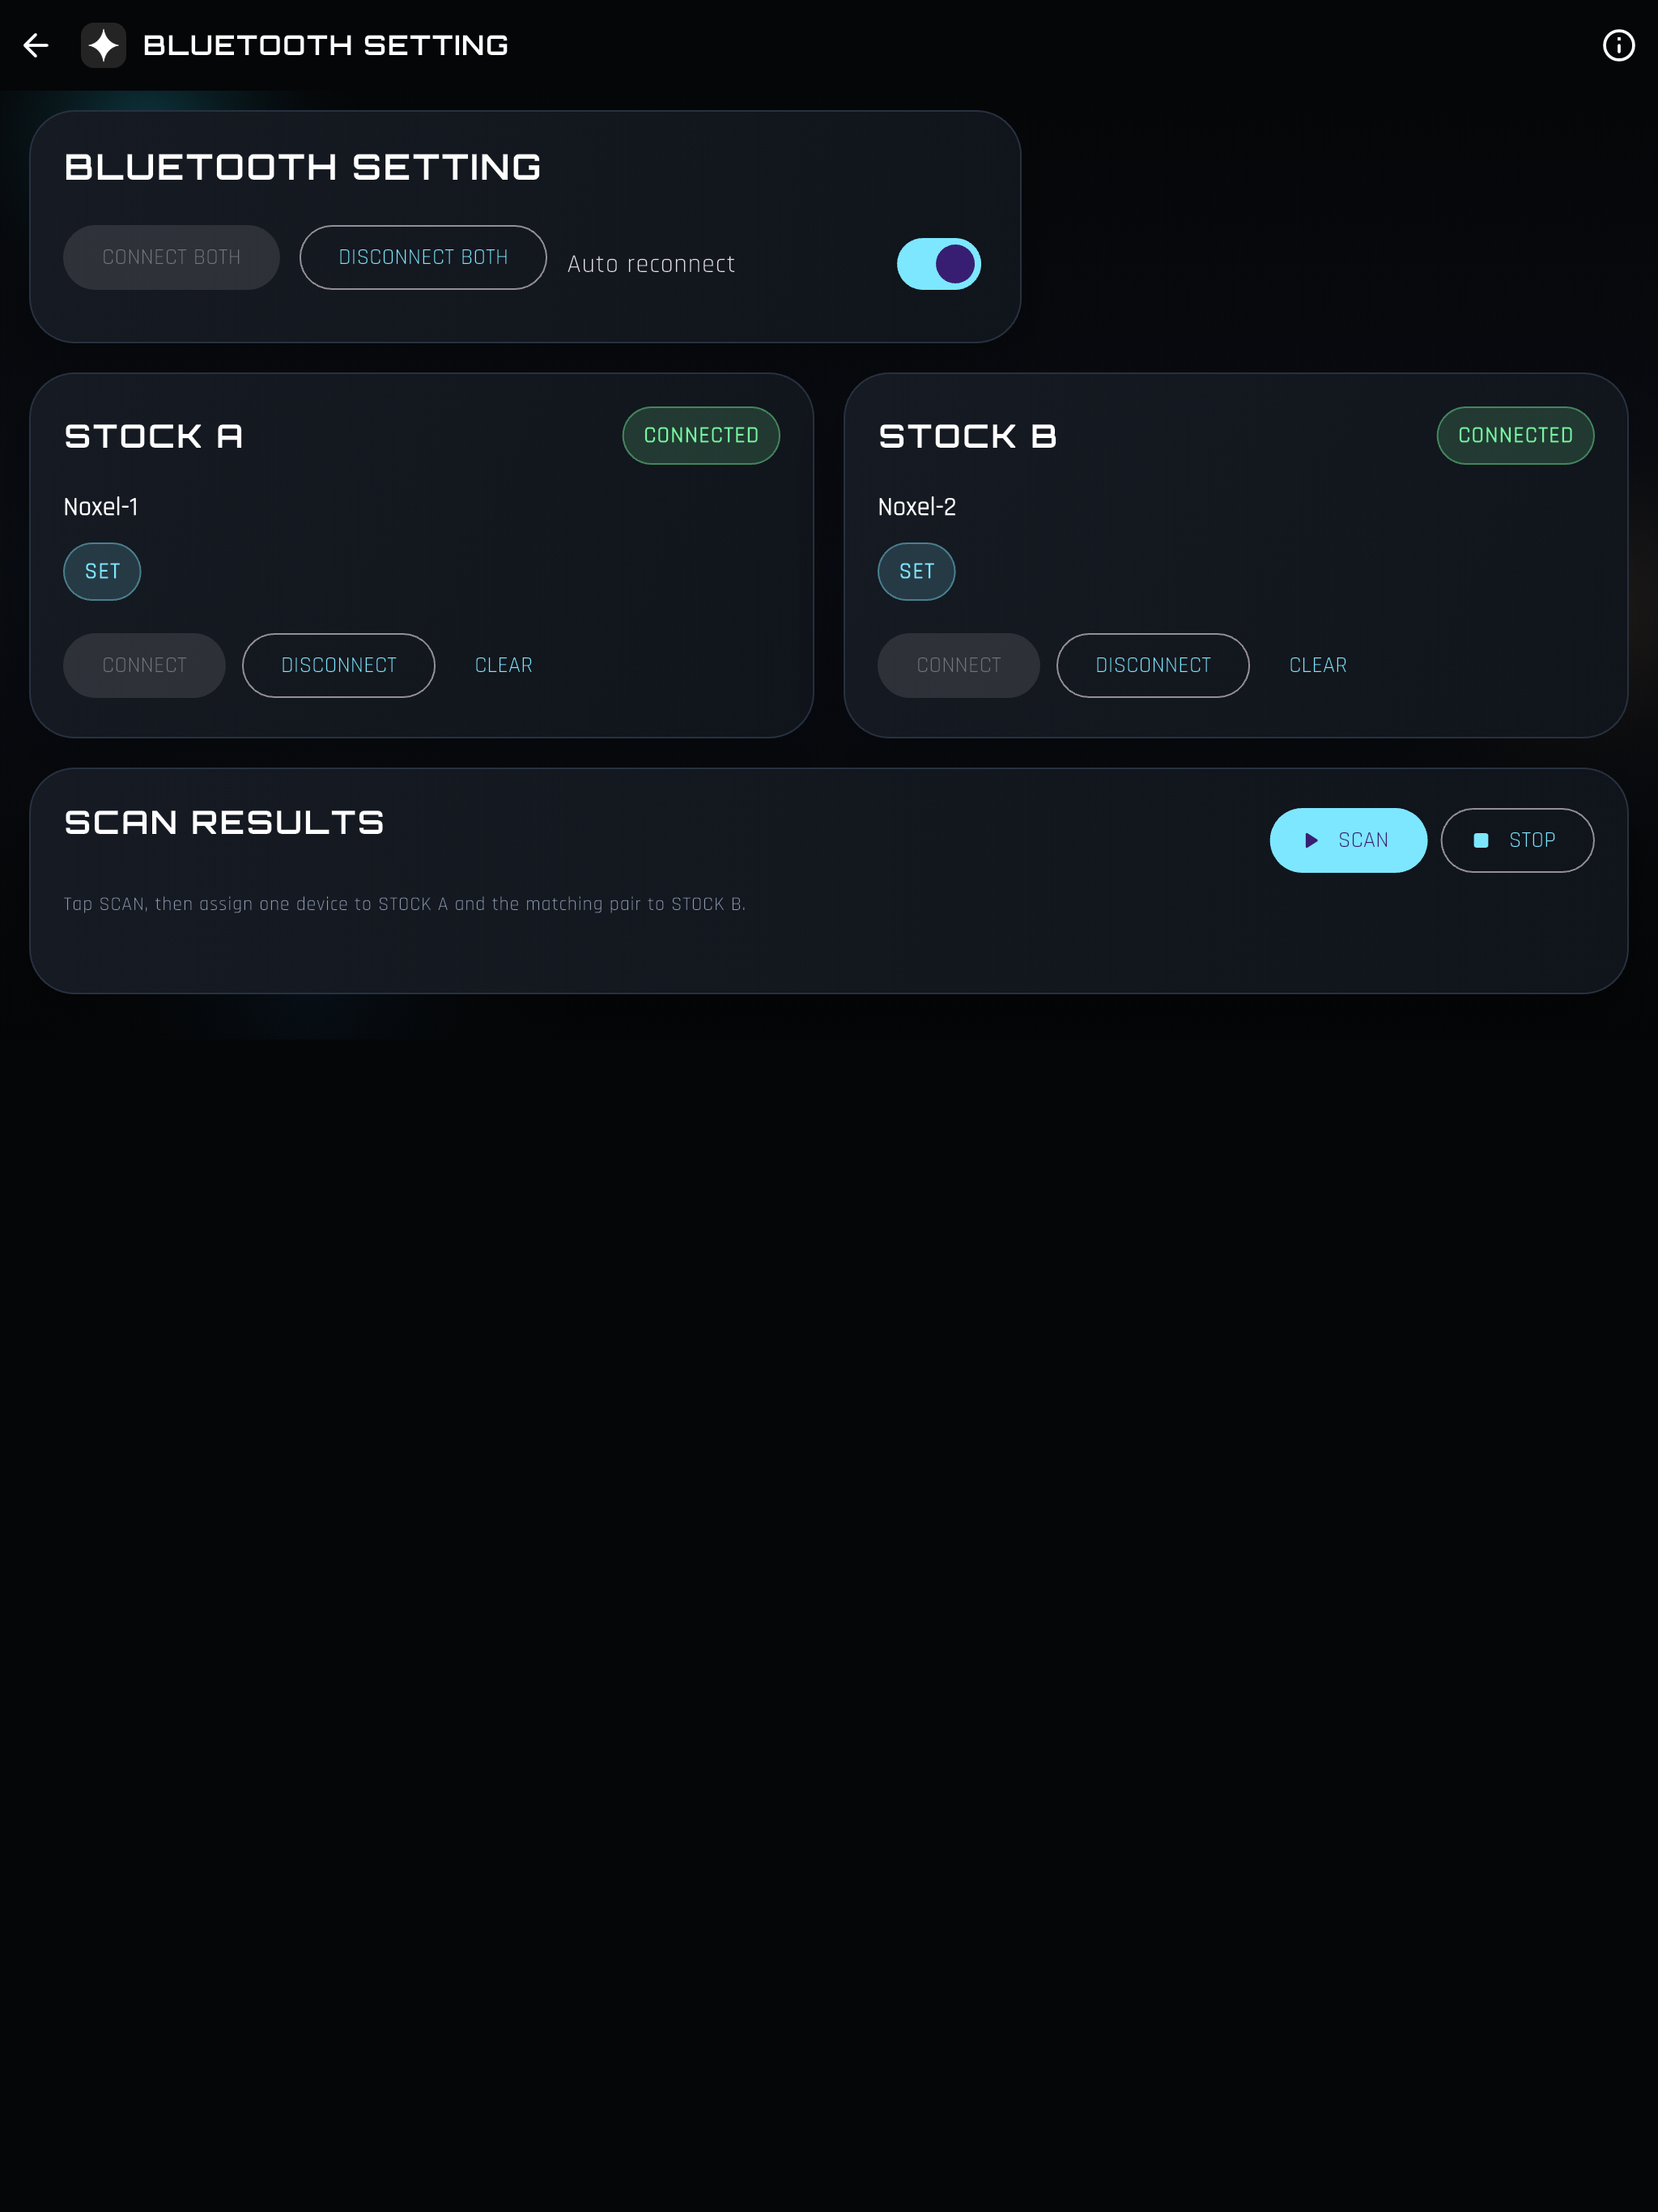 BLUETOOTH SETTING
BLUETOOTH SETTING
CONNECT BOTH DISCONNECT BOTH Auto reconnect
STOCK A CONNECTED
Noxel-1
SET
CONNECT DISCONNECT CLEAR
STOCK B CONNECTED
Noxel-2
SET
CONNECT DISCONNECT CLEAR
SCAN RESULTS
SCAN STOP
Tap SCAN, then assign one device to STOCK A and the matching pair to STOCK B.